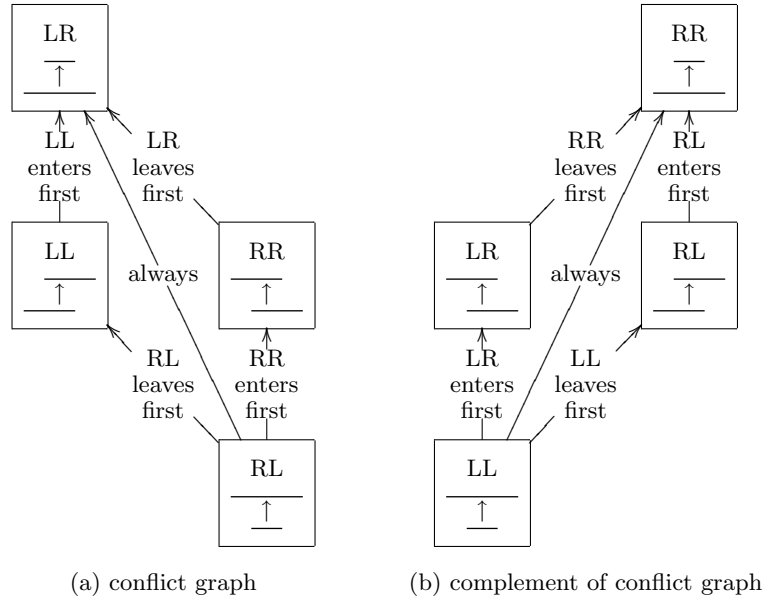 LR
LL
enters
first
LR
leaves
first
LL
always
RR
RL
leaves
first
RR
enters
first
RL
(a) conflict graph
RR
RR
leaves
first
RL
enters
first
LR
always
RL
LR
enters
first
LL
leaves
first
LL
(b) complement of conflict graph